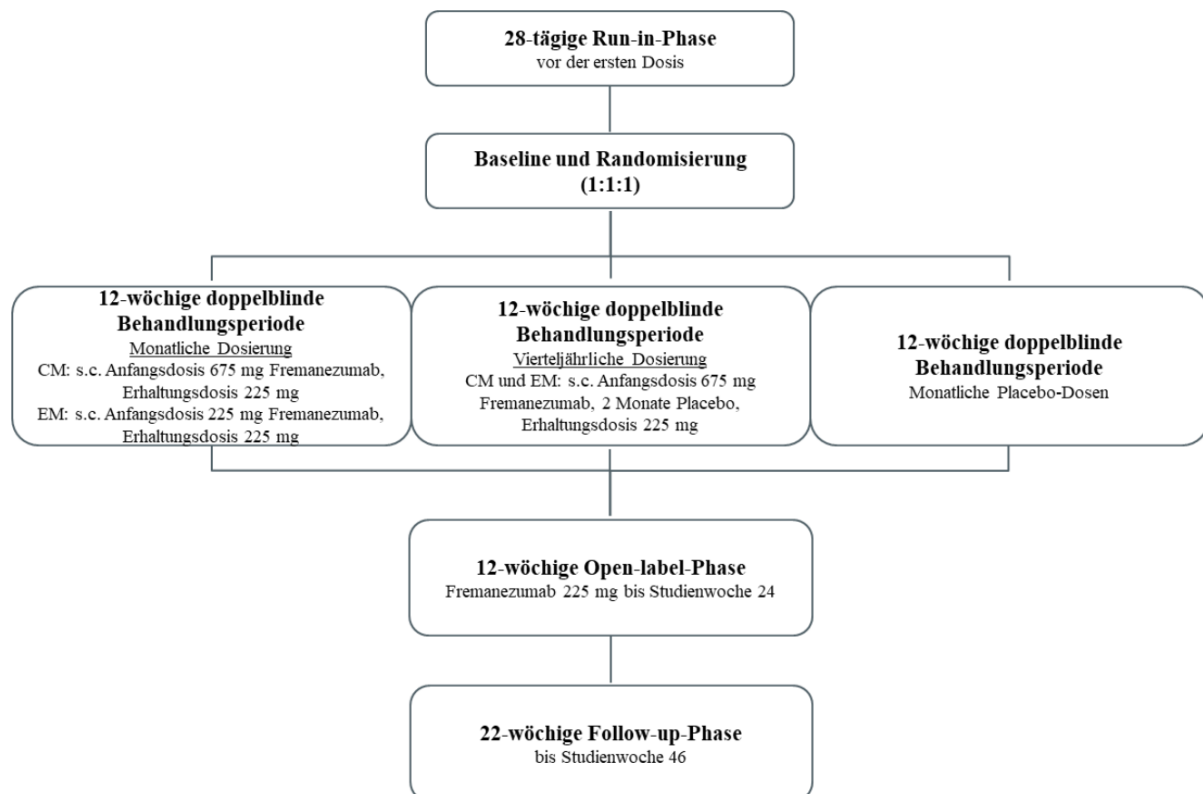 28-tägige Run-in-Phase
vor der ersten Dosis
Baseline und Randomisierung
(1:1:1)
12-wöchige doppelblinde
Behandlungsperiode
Monatliche Dosierung
CM: s.c. Anfangsdosis 675 mg Fremanezumab,
Erhaltungsdosis 225 mg
EM: s.c. Anfangsdosis 225 mg Fremanezumab,
Erhaltungsdosis 225 mg
12-wöchige doppelblinde
Behandlungsperiode
Vierteljährliche Dosierung
CM und EM: s.c. Anfangsdosis 675 mg
Fremanezumab, 2 Monate Placebo,
Erhaltungsdosis 225 mg
12-wöchige doppelblinde
Behandlungsperiode
Monatliche Placebo-Dosen
12-wöchige Open-label-Phase
Fremanezumab 225 mg bis Studienwoche 24
22-wöchige Follow-up-Phase
bis Studienwoche 46